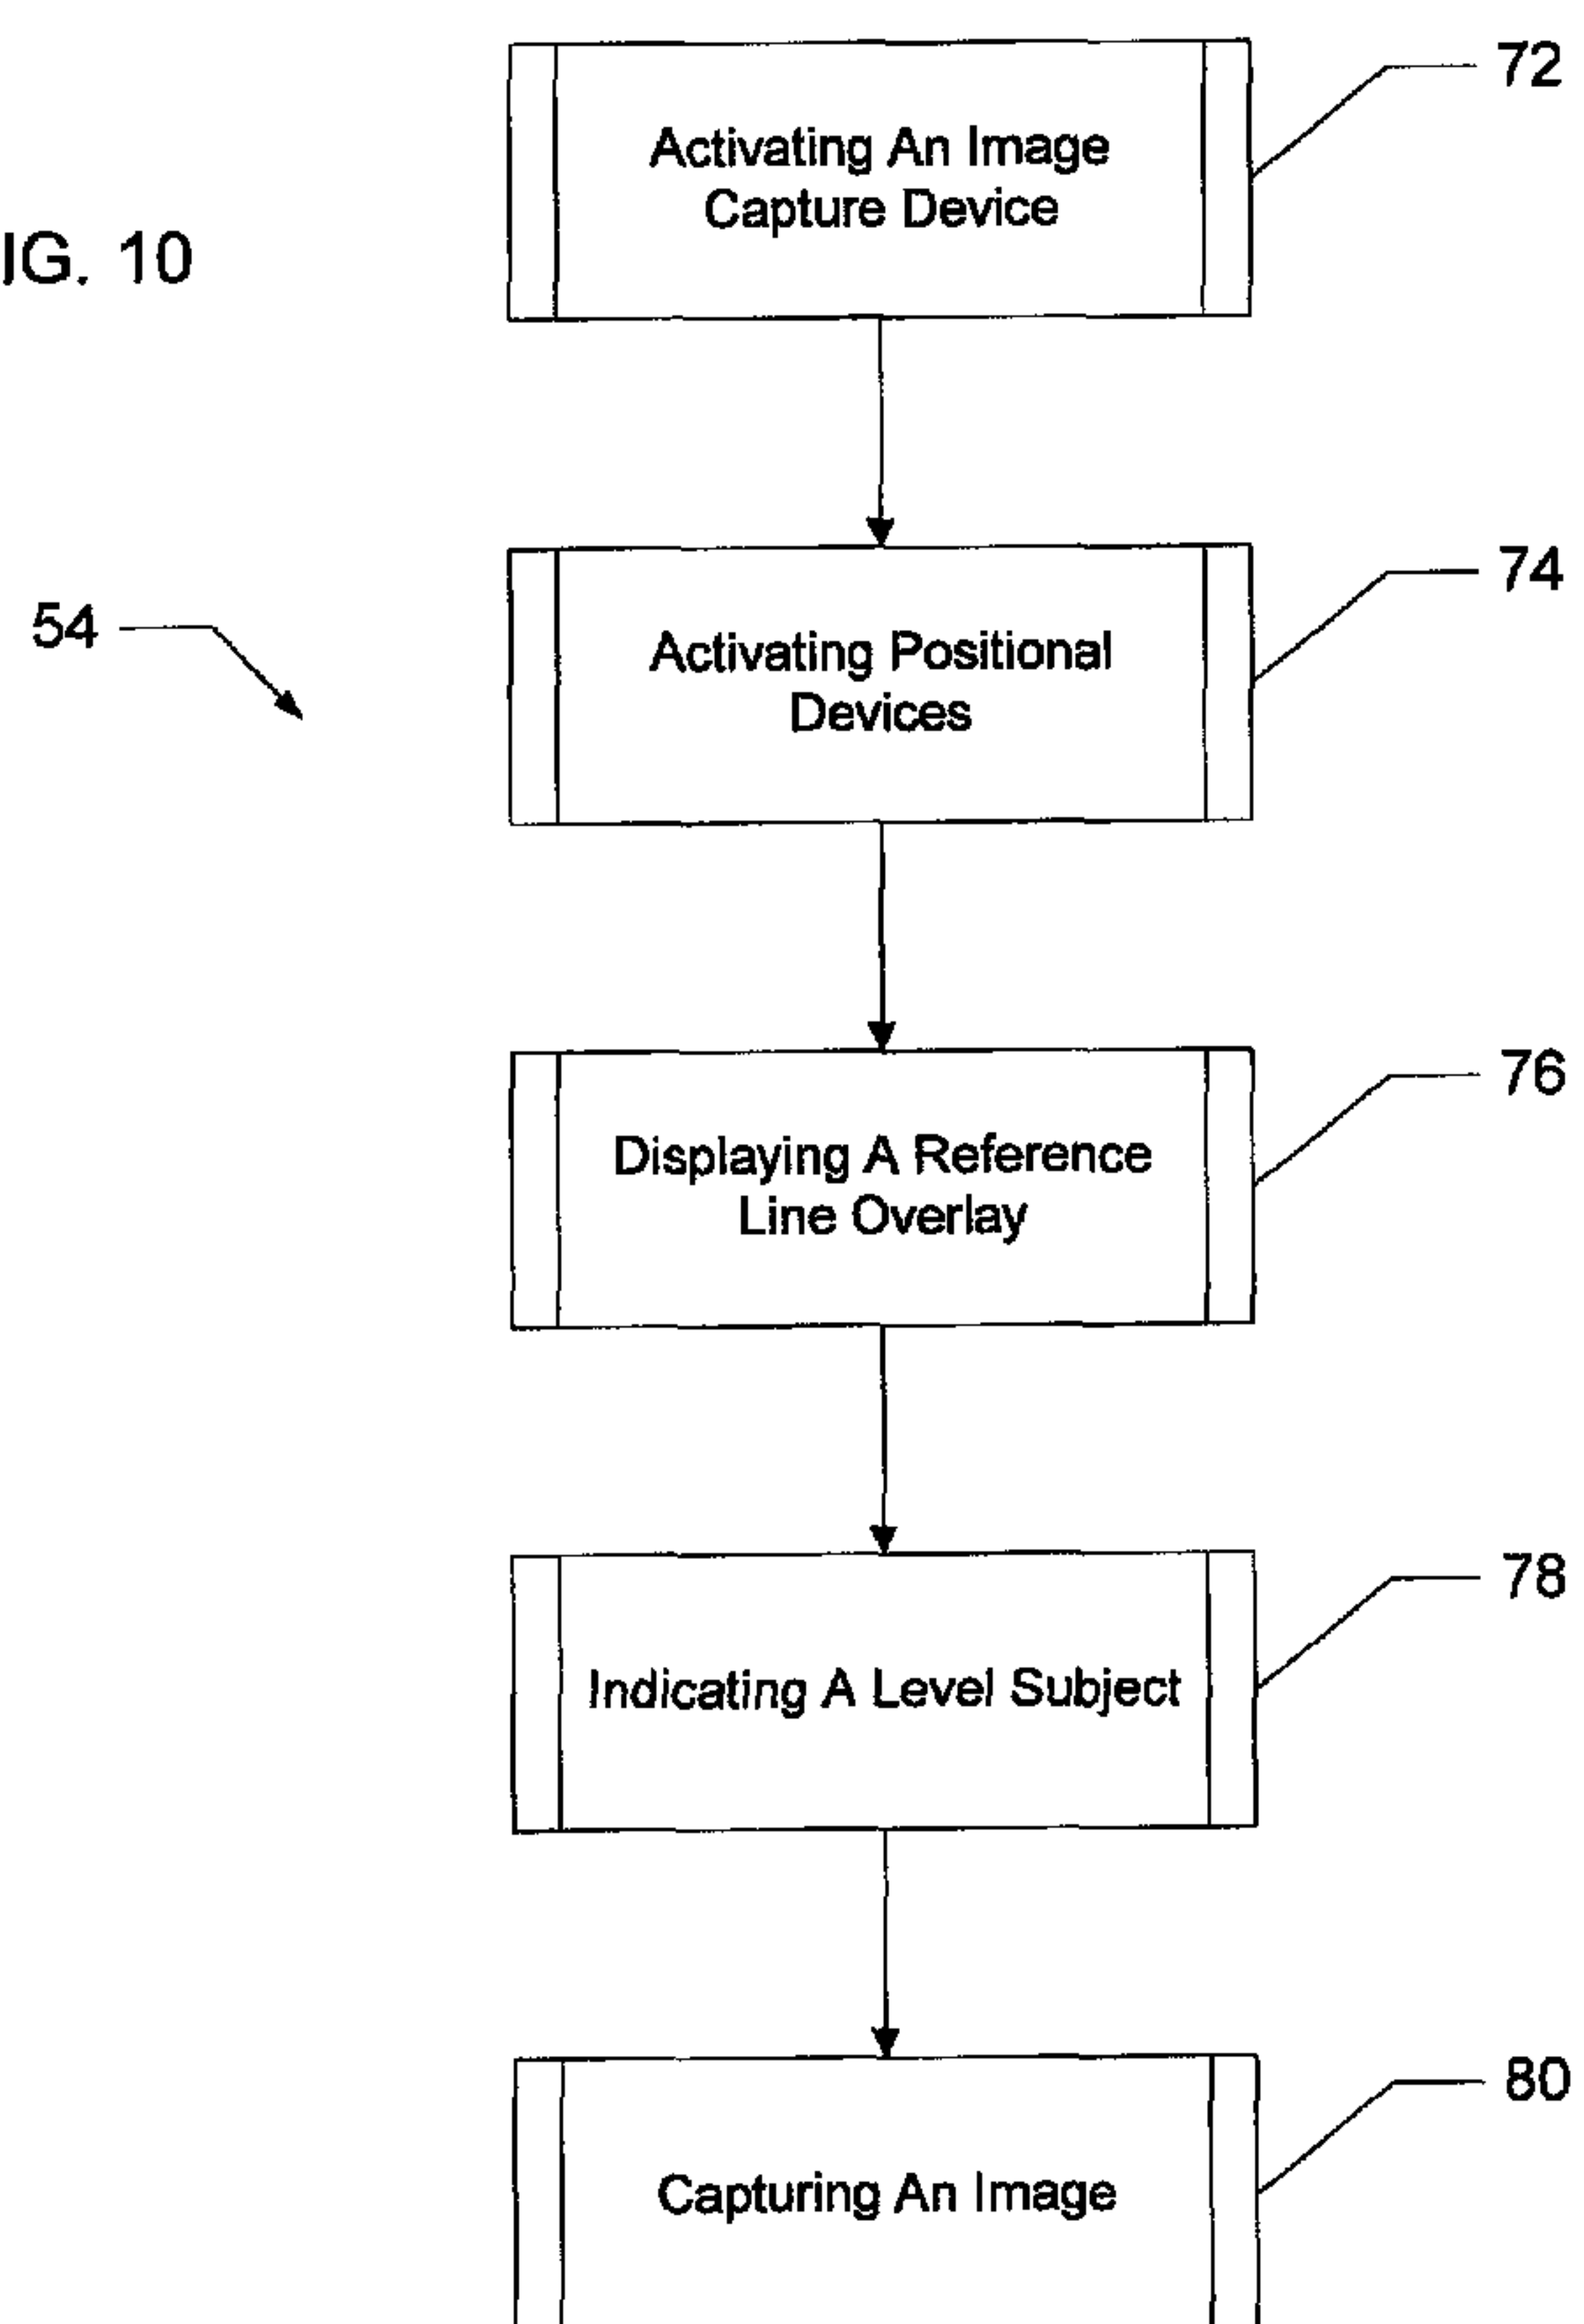 72
Activating An Image
Capture Device
IG. 10
74
54
Activating Positional
Devices
76
Displaying A Reference
Line Overlay
78
Indicating A Level Subject
80
Capturing An Image